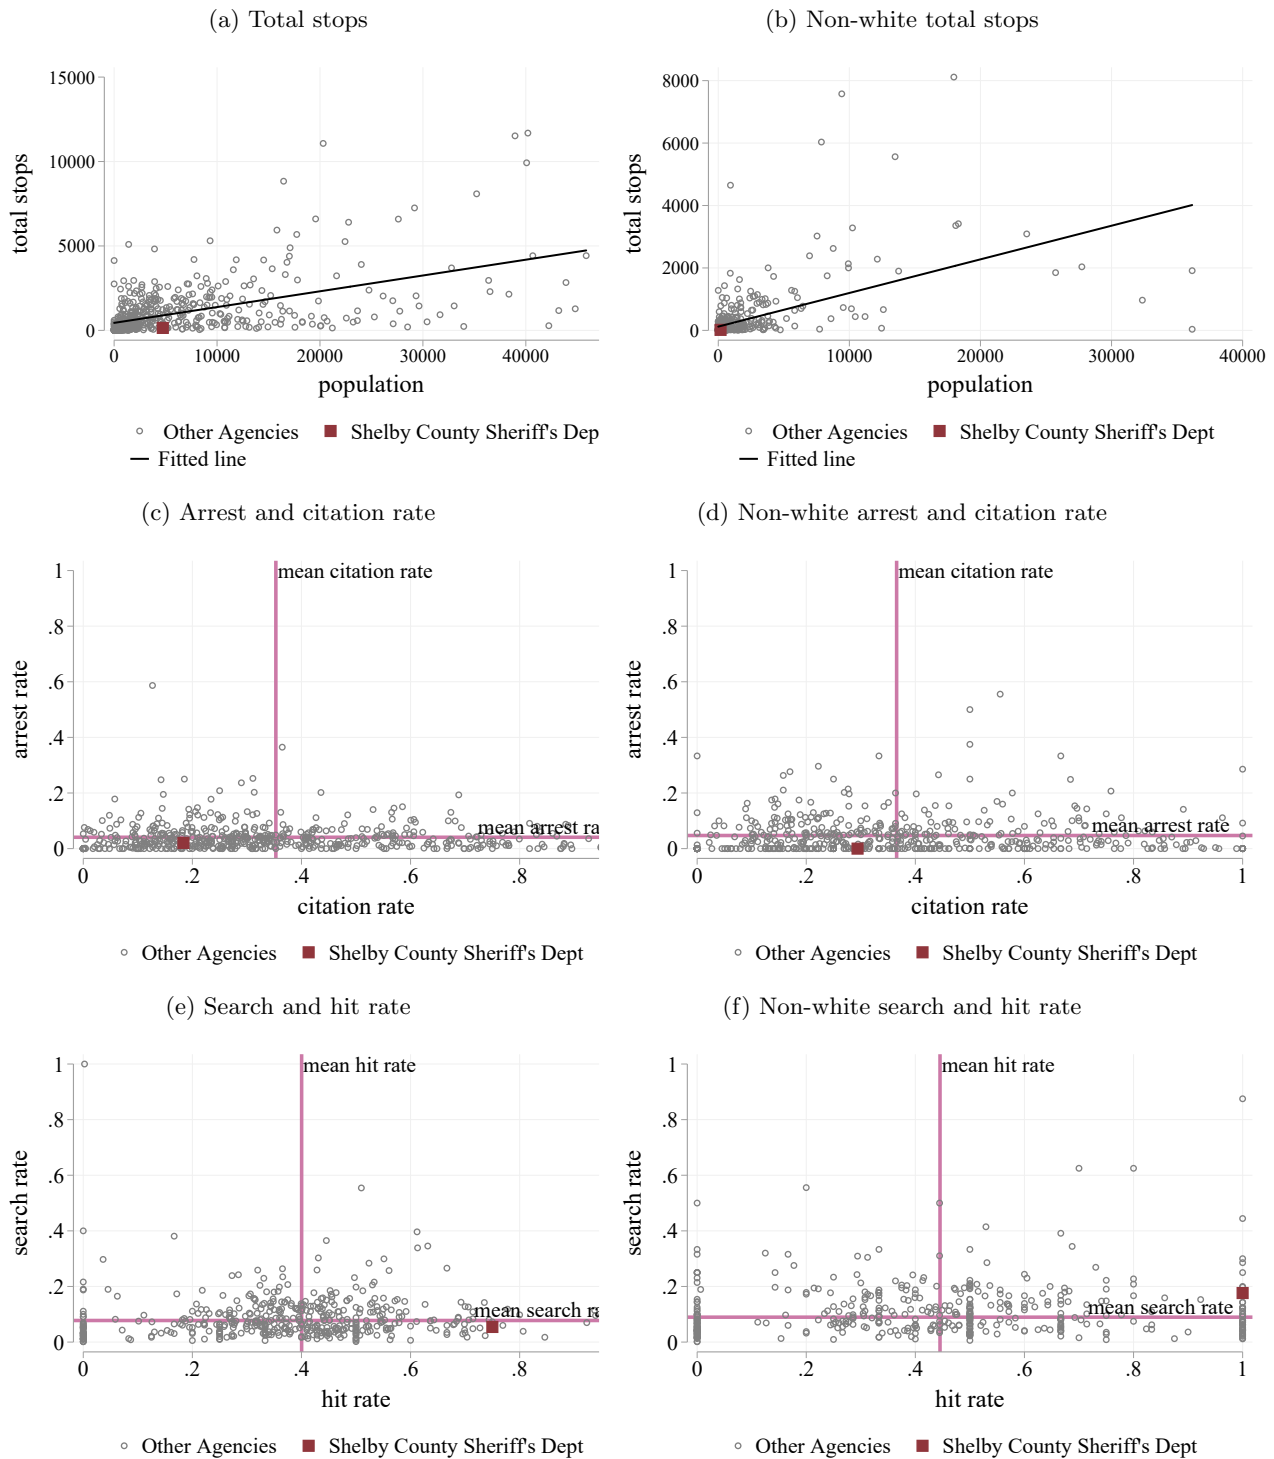 (a) Total stops
(b) Non-white total stops
15000
10000
5000
0
total stops
0 10000 20000 30000 40000
population
Other Agencies Shelby County Sheriff's Dep
Fitted line
8000
6000
4000
2000
0
total stops
0 10000 20000 30000 40000
population
Other Agencies Shelby County Sheriff's Dept
Fitted line
(c) Arrest and citation rate
(d) Non-white arrest and citation rate
1
.8
.6
.4
.2
0
arrest rate
mean citation rate
mean arrest ra
0 .2 .4 .6 .8
citation rate
Other Agencies Shelby County Sheriff's Dept
1
.8
.6
.4
.2
0
arrest rate
mean citation rate
mean arrest rate
0 .2 .4 .6 .8 1
citation rate
Other Agencies Shelby County Sheriff's Dept
(e) Search and hit rate
(f) Non-white search and hit rate
1
.8
.6
.4
.2
0
search rate
mean hit rate
mean search ra
0 .2 .4 .6 .8
hit rate
Other Agencies Shelby County Sheriff's Dept
1
.8
.6
.4
.2
0
search rate
mean hit rate
mean search rate
0 .2 .4 .6 .8 1
hit rate
Other Agencies Shelby County Sheriff's Dept